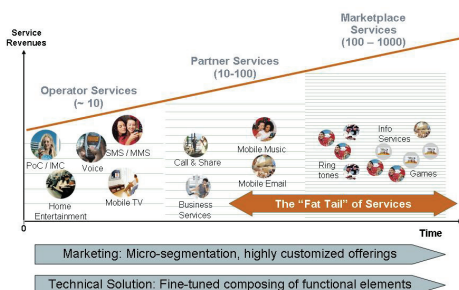 Service
Revenues
Marketplace
Services
(100 – 1000)
Partner Services
(10-100)
Operator Services
(~ 10)
PoC / IMC
Voice
SMS / MMS
Home
Entertainment
Mobile TV
Call & Share
Business
Services
Mobile Music
Mobile Email
Info
Services
Ring
tones
Games
The “Fat Tail” of Services
0
Time
Marketing: Micro-segmentation, highly customized offerings
Technical Solution: Fine-tuned composing of functional elements